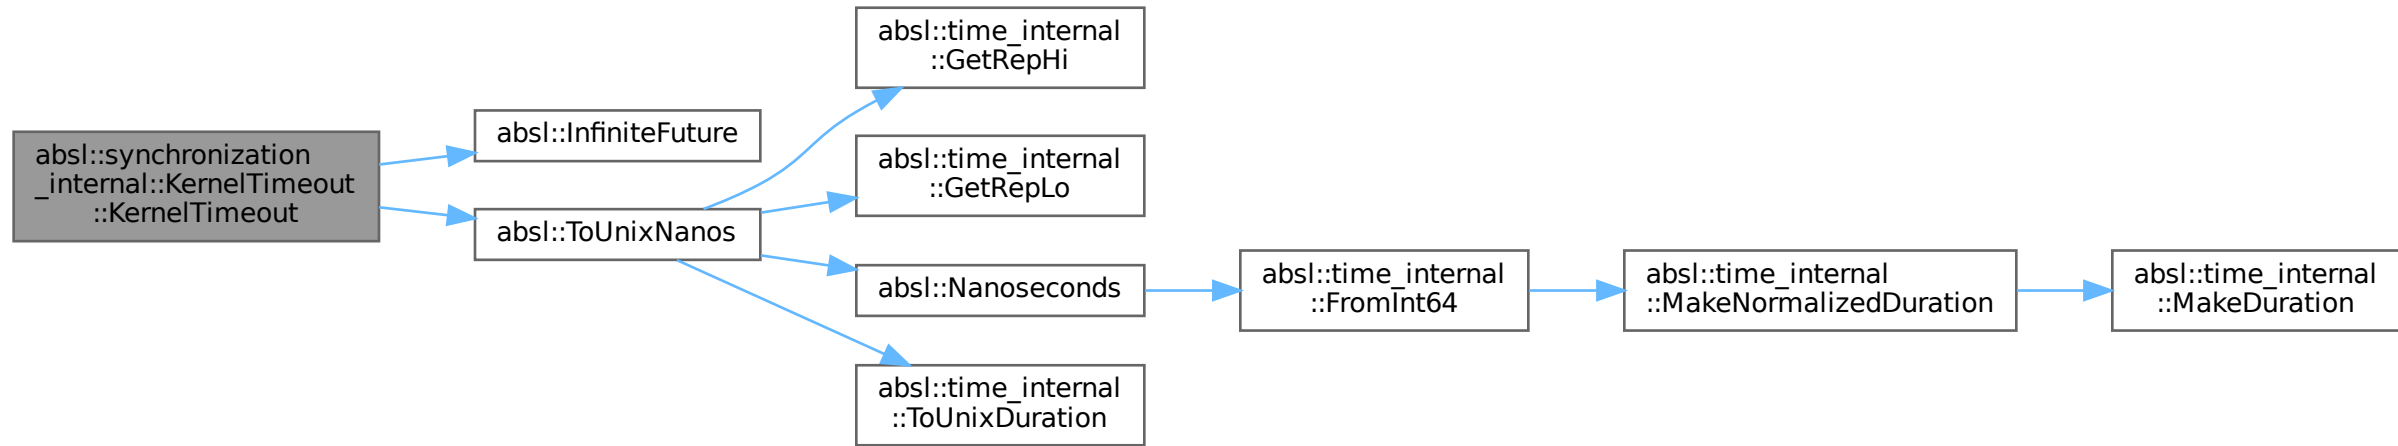 absl::synchronization
_internal::KernelTimeout
::KernelTimeout
absl::InfiniteFuture
absl::ToUnixNanos
absl::time_internal
::GetRepHi
absl::time_internal
::GetRepLo
absl::Nanoseconds
absl::time_internal
::ToUnixDuration
absl::time_internal
::FromInt64
absl::time_internal
::MakeNormalizedDuration
absl::time_internal
::MakeDuration